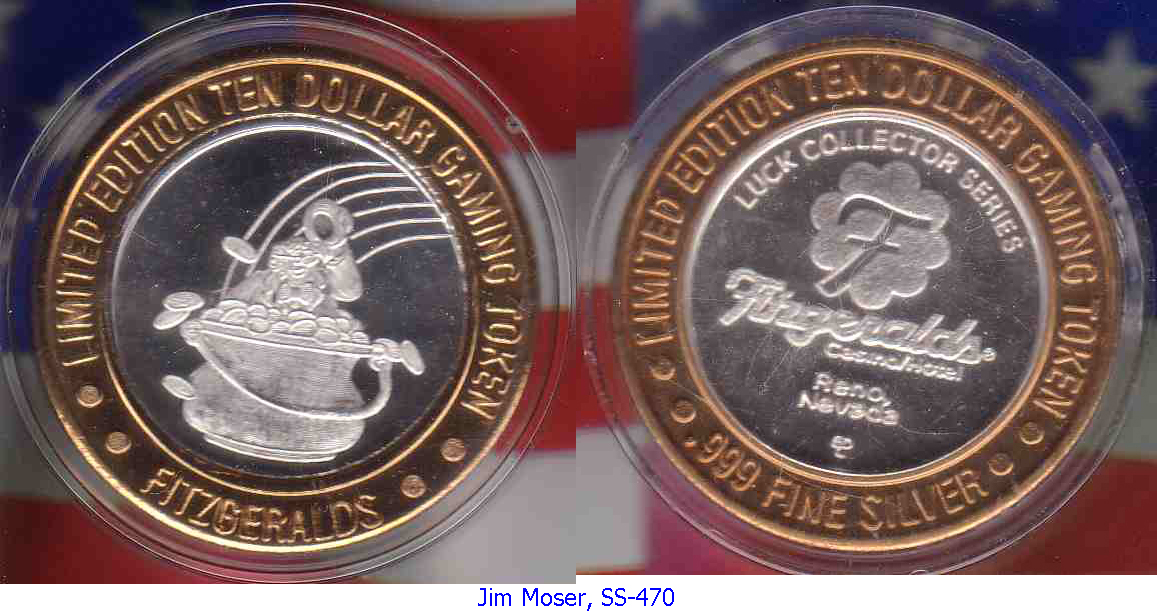 LIMITED EDITION TEN DOLLAR GAMING TOKEN
FITZGERALDS
LIMITED EDITION TEN DOLLAR GAMING TOKEN
.999 FINE SILVER
LUCK COLLECTOR SERIES
F
Fitzgeralds®
Casino/Hotel
Reno,
Nevada
Jim Moser, SS-470